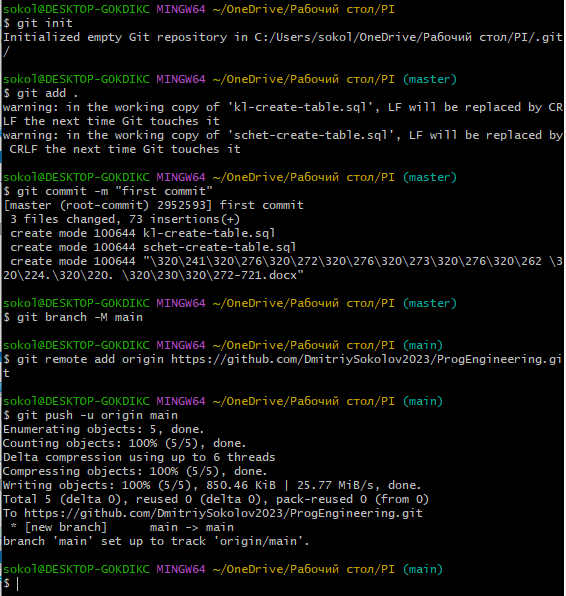 sokol@DESKTOP-GOKDIKC MINGW64 ~/OneDrive/Рабочий стол/PI
$ git init
Initialized empty Git repository in C:/Users/sokol/OneDrive/Рабочий стол/PI/.git
/
sokol@DESKTOP-GOKDIKC MINGW64 ~/OneDrive/Рабочий стол/PI (master)
$ git add .
warning: in the working copy of 'kl-create-table.sql', LF will be replaced by CR
LF the next time Git touches it
warning: in the working copy of 'schet-create-table.sql', LF will be replaced by
 CRLF the next time Git touches it
sokol@DESKTOP-GOKDIKC MINGW64 ~/OneDrive/Рабочий стол/PI (master)
$ git commit -m "first commit"
[master (root-commit) 2952593] first commit
 3 files changed, 73 insertions(+)
 create mode 100644 kl-create-table.sql
 create mode 100644 schet-create-table.sql
 create mode 100644 "\320\241\320\276\320\272\320\276\320\273\320\276\320\262 \3
20\224.\320\220. \320\230\320\272-721.docx"
sokol@DESKTOP-GOKDIKC MINGW64 ~/OneDrive/Рабочий стол/PI (master)
$ git branch -M main
sokol@DESKTOP-GOKDIKC MINGW64 ~/OneDrive/Рабочий стол/PI (main)
$ git remote add origin https://github.com/DmitriySokolov2023/ProgEngineering.gi
t
sokol@DESKTOP-GOKDIKC MINGW64 ~/OneDrive/Рабочий стол/PI (main)
$ git push -u origin main
Enumerating objects: 5, done.
Counting objects: 100% (5/5), done.
Delta compression using up to 6 threads
Compressing objects: 100% (5/5), done.
Writing objects: 100% (5/5), 850.46 KiB | 25.77 MiB/s, done.
Total 5 (delta 0), reused 0 (delta 0), pack-reused 0 (from 0)
To https://github.com/DmitriySokolov2023/ProgEngineering.git
 * [new branch]      main -> main
branch 'main' set up to track 'origin/main'.
sokol@DESKTOP-GOKDIKC MINGW64 ~/OneDrive/Рабочий стол/PI (main)
$